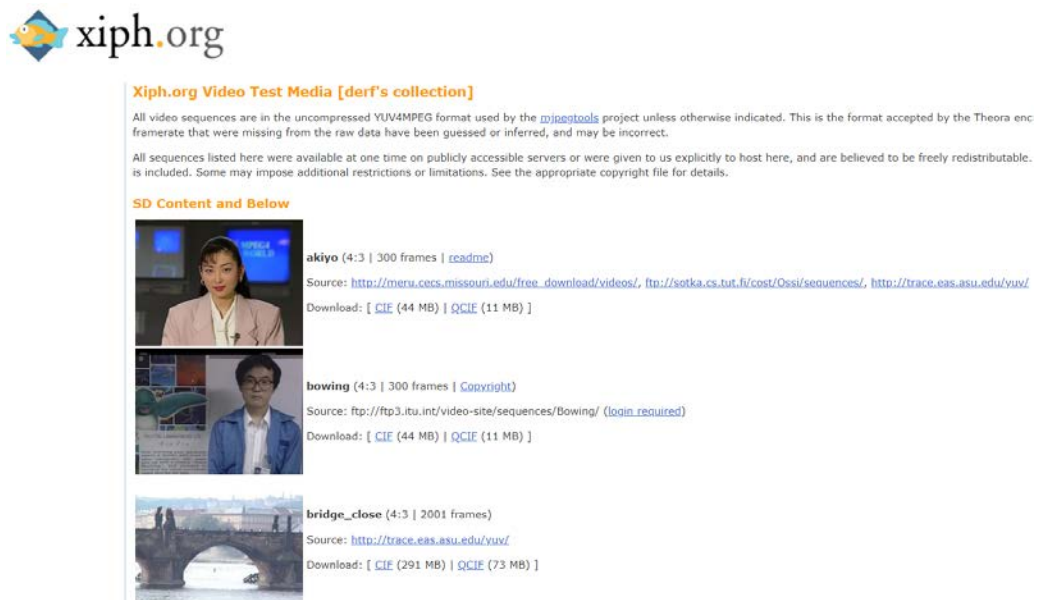 xiph.org
Xiph.org Video Test Media [derf's collection]
All video sequences are in the uncompressed YUV4MPEG format used by the mjpegtools project unless otherwise indicated. This is the format accepted by the Theora enc
framerate that were missing from the raw data have been guessed or inferred, and may be incorrect.
All sequences listed here were available at one time on publicly accessible servers or were given to us explicitly to host here, and are believed to be freely redistributable.
is included. Some may impose additional restrictions or limitations. See the appropriate copyright file for details.
SD Content and Below
MPEG4
WORLD
akiyo (4:3 | 300 frames | readme)
Source: http://meru.cecs.missouri.edu/free_download/videos/, ftp://sotka.cs.tut.fi/cost/Ossi/sequences/, http://trace.eas.asu.edu/yuv/
Download: [ CIF (44 MB) | QCIF (11 MB) ]
bowing (4:3 | 300 frames | Copyright)
Source: ftp://ftp3.itu.int/video-site/sequences/Bowing/ (login required)
Download: [ CIF (44 MB) | QCIF (11 MB) ]
bridge_close (4:3 | 2001 frames)
Source: http://trace.eas.asu.edu/yuv/
Download: [ CIF (291 MB) | QCIF (73 MB) ]